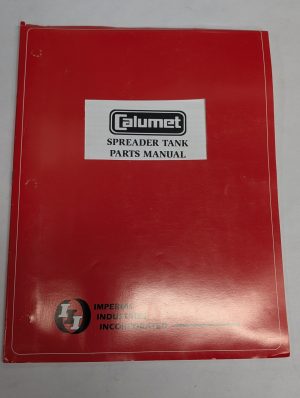 Calumet
SPREADER TANK
PARTS MANUAL
IMPERIAL
INDUSTRIES
INCORPORATED